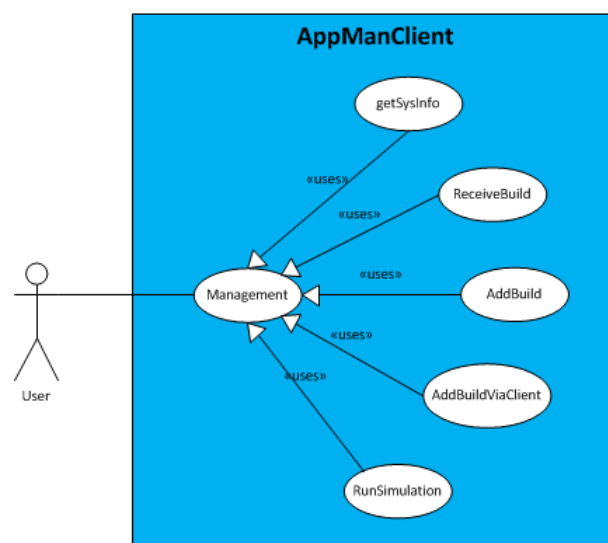 AppManClient
getSysInfo
«uses»
ReceiveBuild
«uses»
«uses»
Management
AddBuild
«uses»
«uses»
AddBuildViaClient
User
RunSimulation